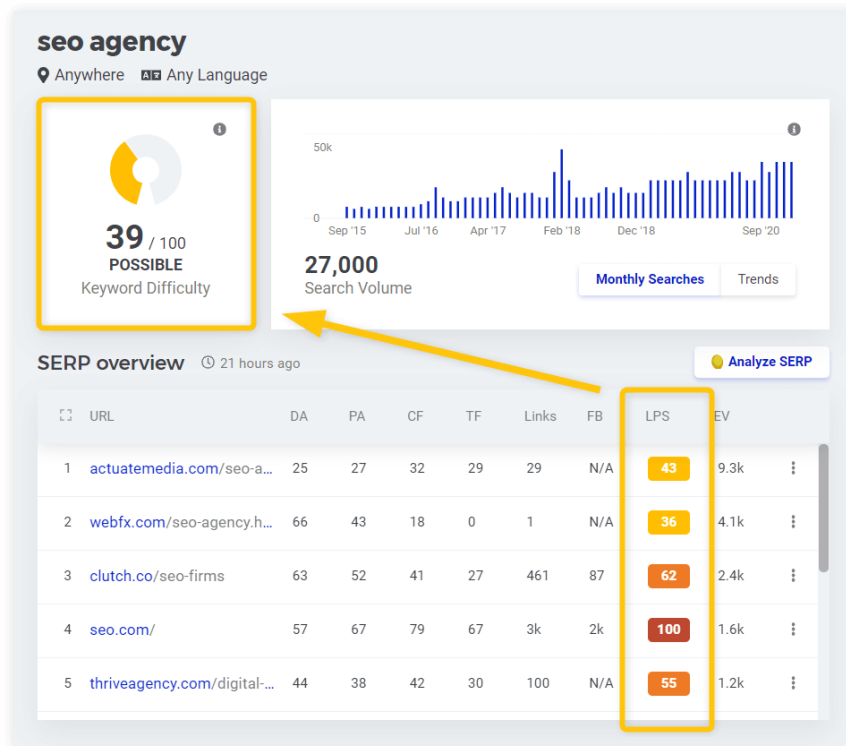 seo agency
Anywhere Any Language
39 / 100
POSSIBLE
Keyword Difficulty
50k
0
Sep '15 Jul '16 Apr '17 Feb '18 Dec '18 Sep '20
27,000
Search Volume
Monthly Searches Trends
SERP overview 21 hours ago
Analyze SERP
URL DA PA CF TF Links FB LPS EV
1 actuatemedia.com/seo-a... 25 27 32 29 29 N/A 43 9.3k
2 webfx.com/seo-agency.h... 66 43 18 0 1 N/A 36 4.1k
3 clutch.co/seo-firms 63 52 41 27 461 87 62 2.4k
4 seo.com/ 57 67 79 67 3k 2k 100 1.6k
5 thriveagency.com/digital-... 44 38 42 30 100 N/A 55 1.2k